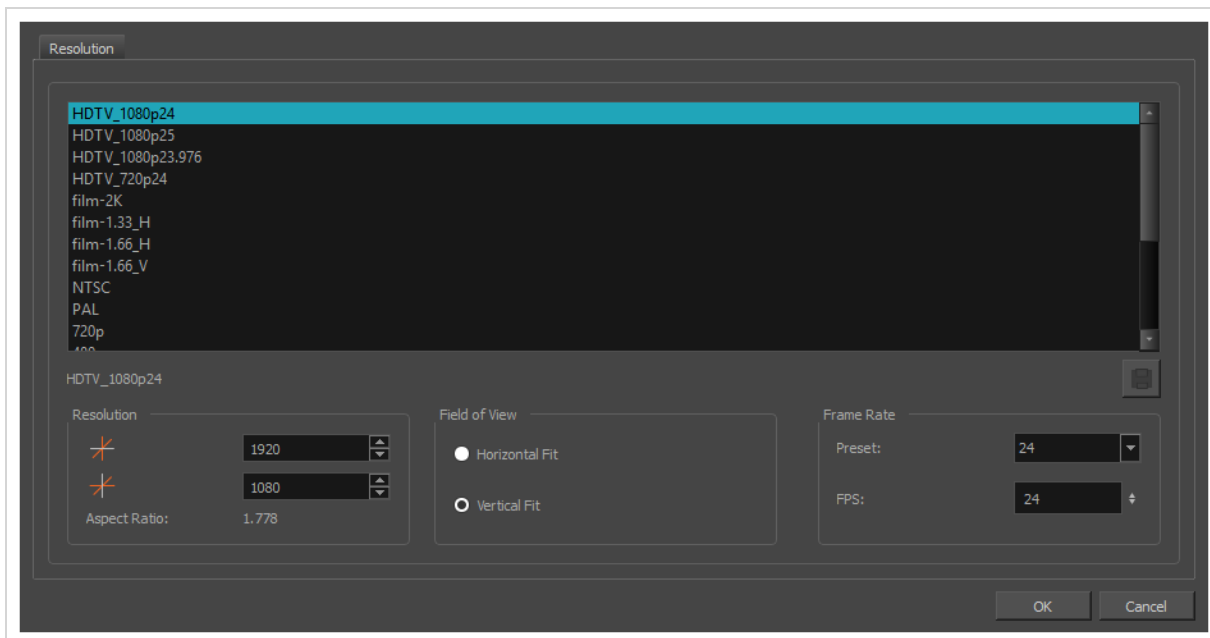 Resolution
HDTV_1080p24
HDTV_1080p25
HDTV_1080p23.976
HDTV_720p24
film-2K
film-1.33_H
film-1.66_H
film-1.66_V
NTSC
PAL
720p
HDTV_1080p24
Resolution
1920
1080
Aspect Ratio: 1.778
Field of View
Horizontal Fit
Vertical Fit
Frame Rate
Preset: 24
FPS: 24
OK Cancel